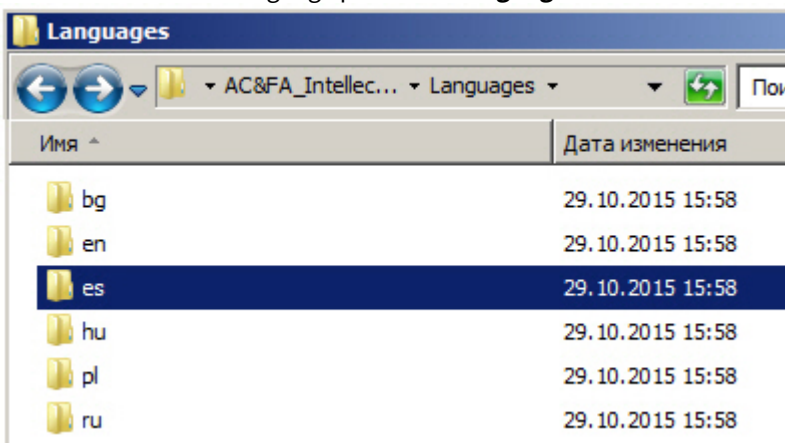 Languages
AC&FA_Intellec... Languages
Имя Дата изменения
bg 29.10.2015 15:58
en 29.10.2015 15:58
es 29.10.2015 15:58
hu 29.10.2015 15:58
pl 29.10.2015 15:58
ru 29.10.2015 15:58